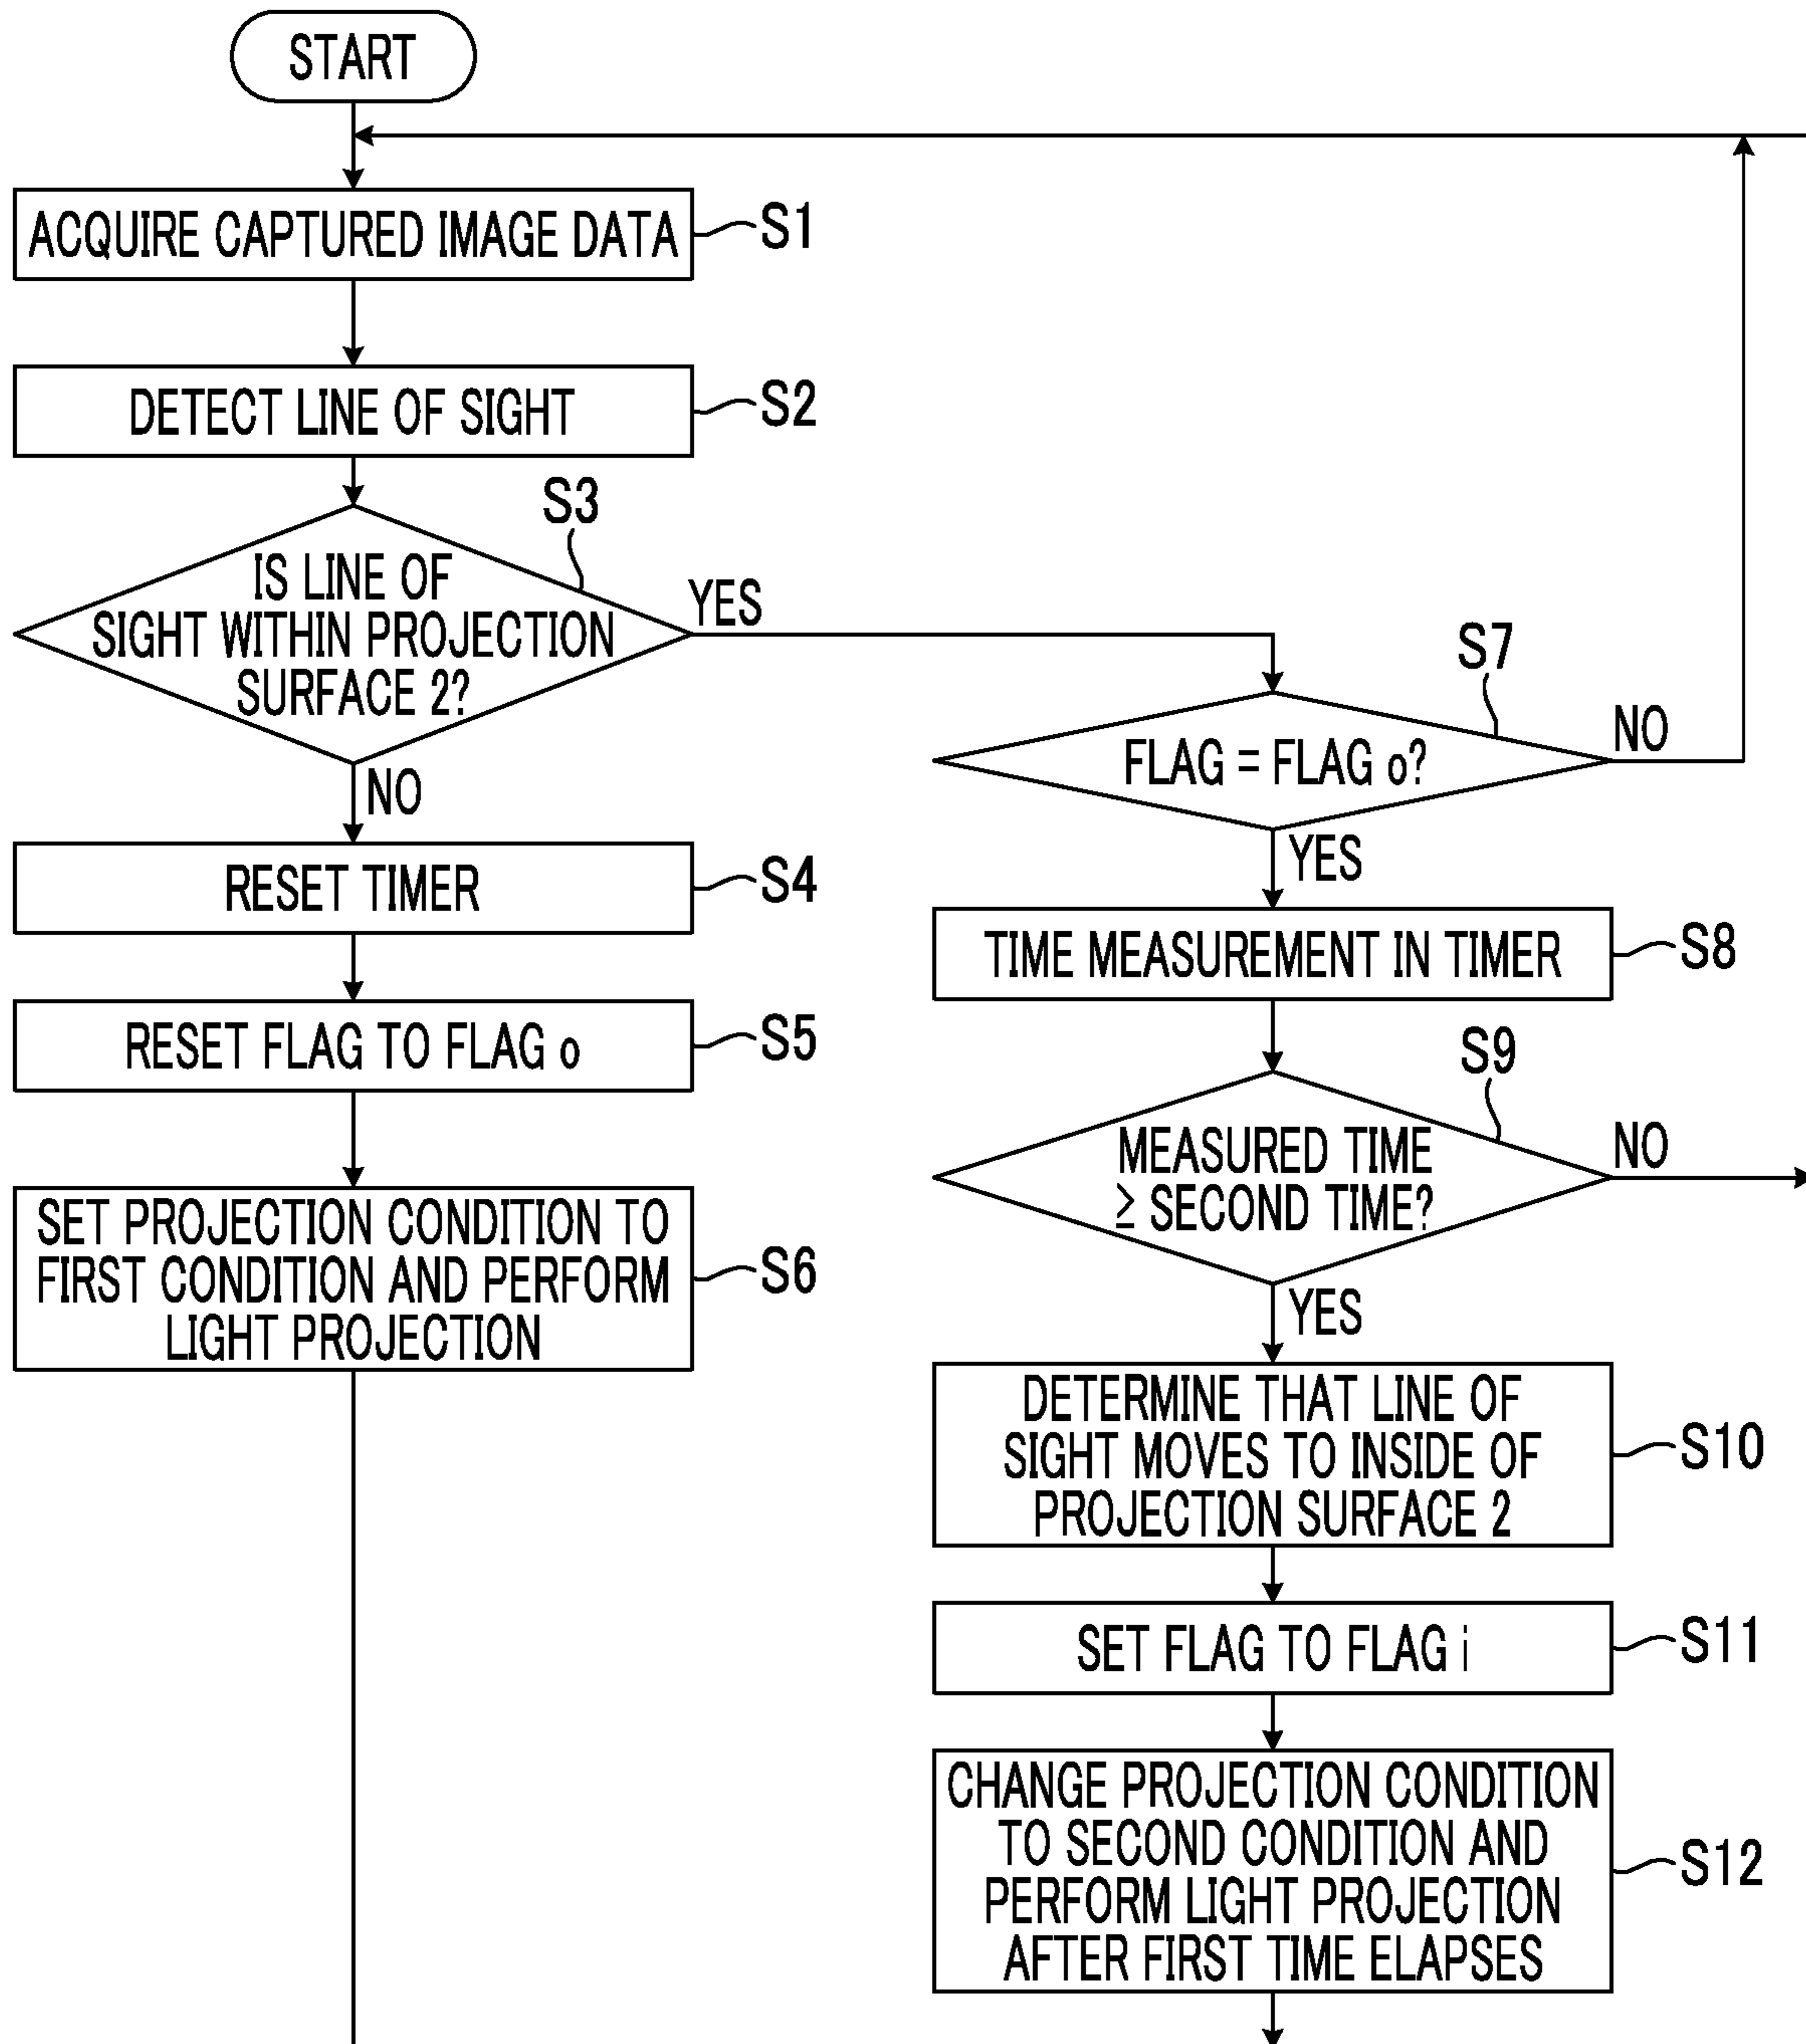 START
ACQUIRE CAPTURED IMAGE DATA
S1
DETECT LINE OF SIGHT
S2
S3
IS LINE OF
SIGHT WITHIN PROJECTION
SURFACE 2?
YES
NO
RESET TIMER
S4
RESET FLAG TO FLAG o
S5
SET PROJECTION CONDITION TO
FIRST CONDITION AND PERFORM
LIGHT PROJECTION
S6
S7
FLAG = FLAG o?
NO
YES
TIME MEASUREMENT IN TIMER
S8
S9
MEASURED TIME
≥ SECOND TIME?
NO
YES
DETERMINE THAT LINE OF
SIGHT MOVES TO INSIDE OF
PROJECTION SURFACE 2
S10
SET FLAG TO FLAG i
S11
CHANGE PROJECTION CONDITION
TO SECOND CONDITION AND
PERFORM LIGHT PROJECTION
AFTER FIRST TIME ELAPSES
S12